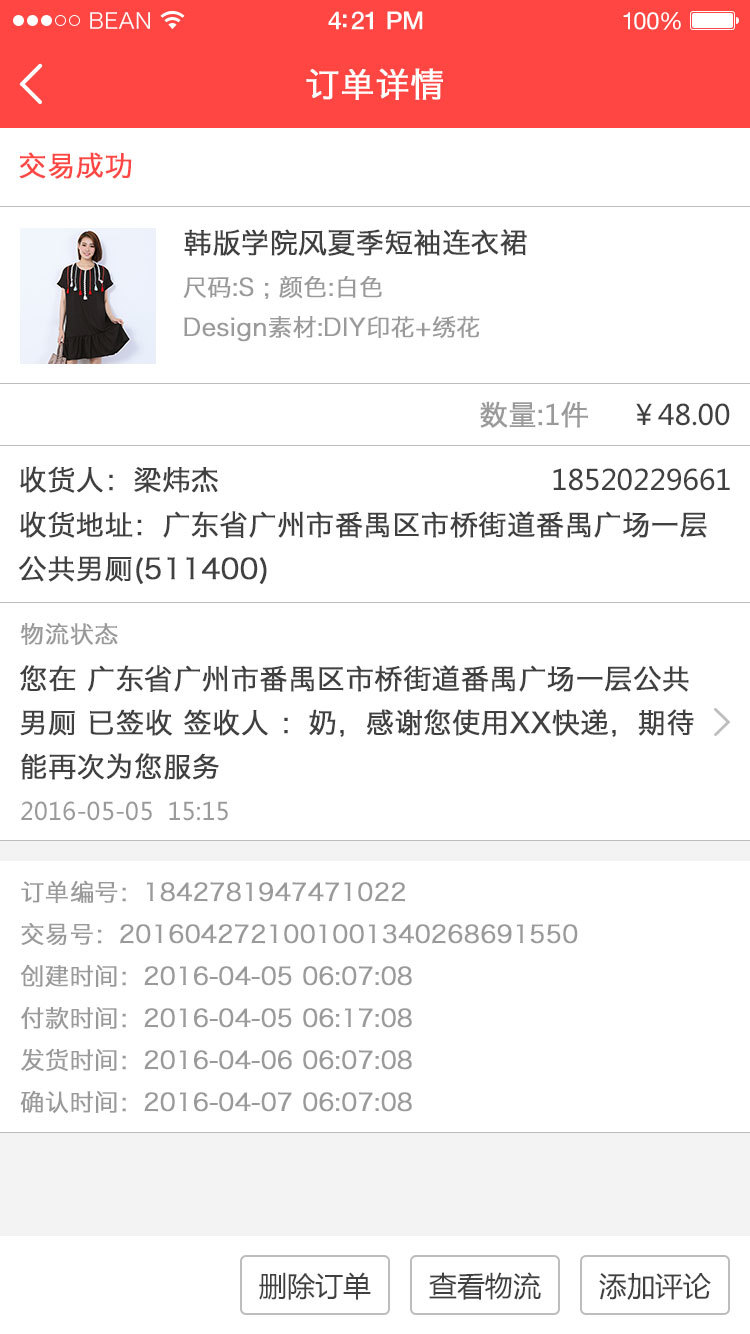 BEAN 4:21 PM 100%
订单详情
交易成功
韩版学院风夏季短袖连衣裙
尺码:S ; 颜色:白色
Design素材:DIY印花+绣花
数量:1件 ¥48.00
收货人：梁炜杰 18520229661
收货地址：广东省广州市番禺区市桥街道番禺广场一层
公共男厕(511400)
物流状态
您在 广东省广州市番禺区市桥街道番禺广场一层公共
男厕 已签收 签收人 ：奶，感谢您使用XX快递，期待
能再次为您服务
2016-05-05 15:15
订单编号：1842781947471022
交易号：2016042721001001340268691550
创建时间：2016-04-05 06:07:08
付款时间：2016-04-05 06:17:08
发货时间：2016-04-06 06:07:08
确认时间：2016-04-07 06:07:08
删除订单 查看物流 添加评论